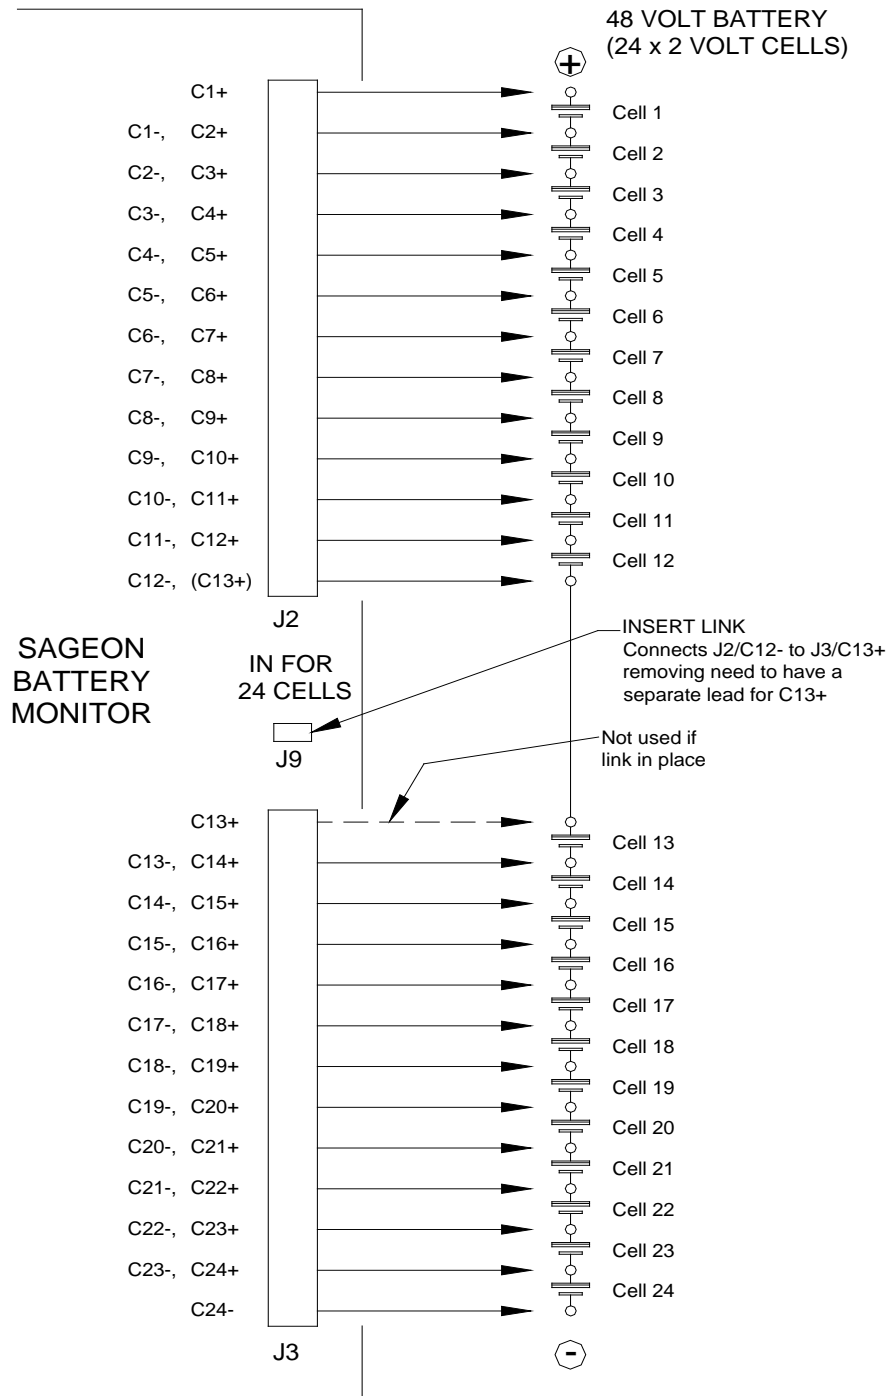 48 VOLT BATTERY
(24 x 2 VOLT CELLS)
+
C1+
Cell 1
C1-, C2+
Cell 2
C2-, C3+
Cell 3
C3-, C4+
Cell 4
C4-, C5+
Cell 5
C5-, C6+
Cell 6
C6-, C7+
Cell 7
C7-, C8+
Cell 8
C8-, C9+
Cell 9
C9-, C10+
Cell 10
C10-, C11+
Cell 11
C11-, C12+
Cell 12
C12-, (C13+)
J2
SAGEON
BATTERY
MONITOR
IN FOR
24 CELLS
J9
INSERT LINK
Connects J2/C12- to J3/C13+
removing need to have a
separate lead for C13+
Not used if
link in place
C13+
Cell 13
C13-, C14+
Cell 14
C14-, C15+
Cell 15
C15-, C16+
Cell 16
C16-, C17+
Cell 17
C17-, C18+
Cell 18
C18-, C19+
Cell 19
C19-, C20+
Cell 20
C20-, C21+
Cell 21
C21-, C22+
Cell 22
C22-, C23+
Cell 23
C23-, C24+
Cell 24
C24-
J3
-